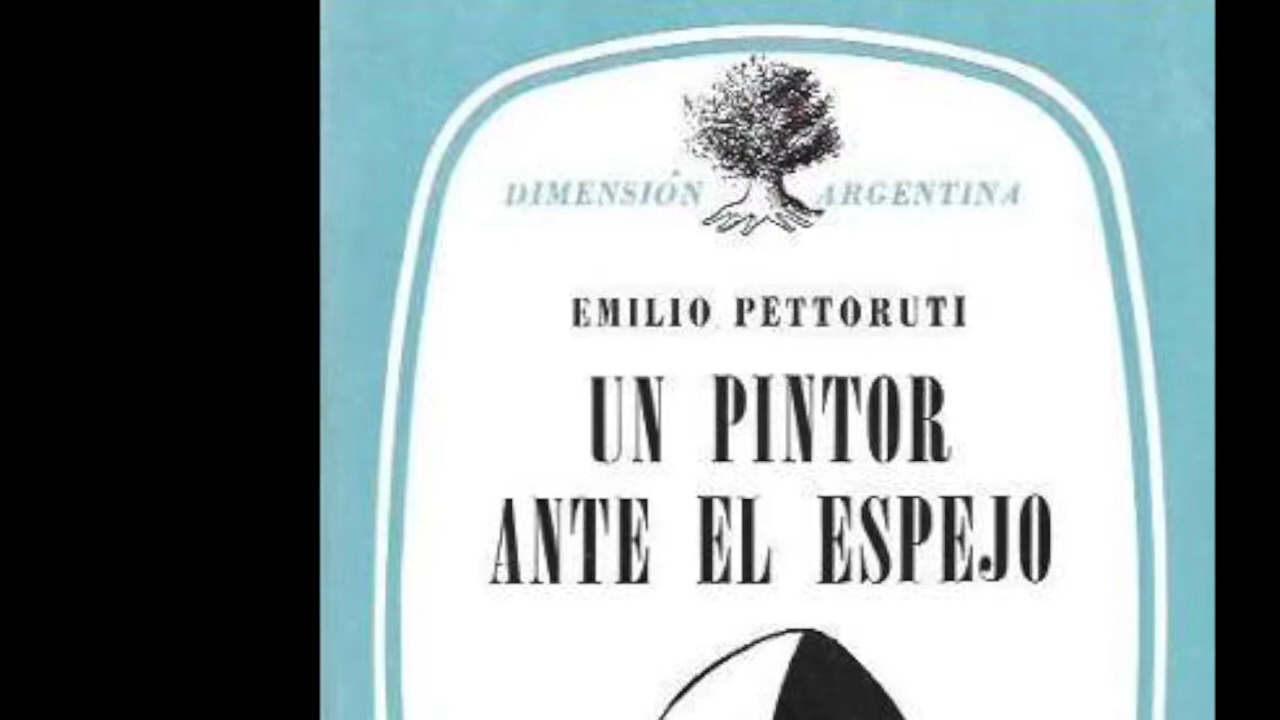 DIMENSIÓN ARGENTINA
EMILIO PETTORUTI
UN PINTOR
ANTE EL ESPEJO